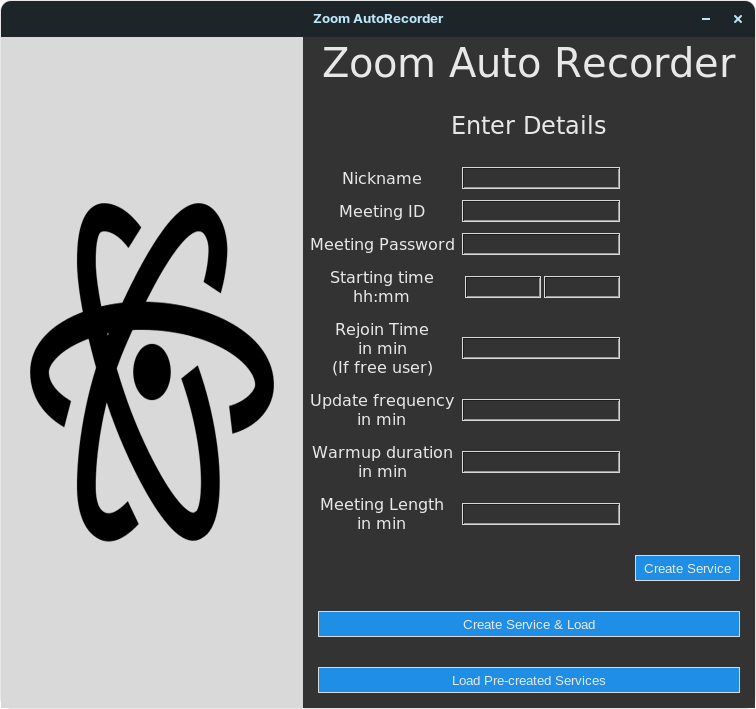 Zoom AutoRecorder
Zoom Auto Recorder
Enter Details
Nickname
Meeting ID
Meeting Password
Starting time
hh:mm
Rejoin Time
in min
(If free user)
Update frequency
in min
Warmup duration
in min
Meeting Length
in min
Create Service
Create Service & Load
Load Pre-created Services